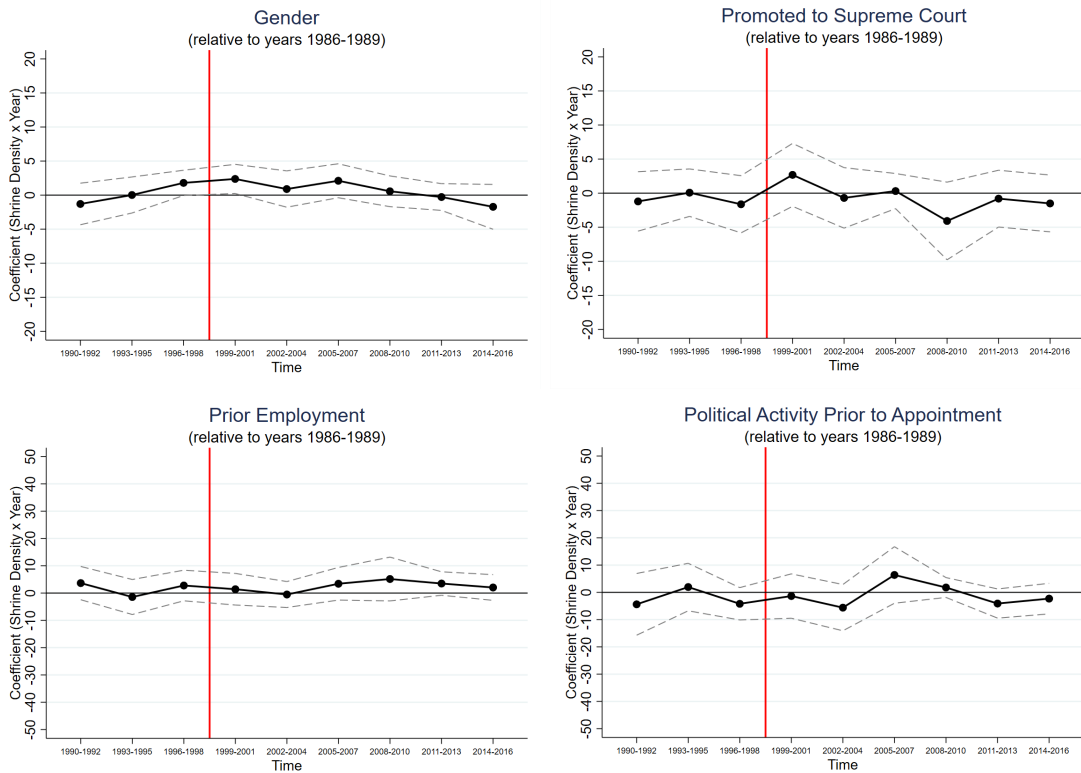 Gender
(relative to years 1986-1989)
Coefficient (Shrine Density x Year)
20
15
10
5
0
-5
-10
-15
-20
1990-1992 1993-1995 1996-1998 1999-2001 2002-2004 2005-2007 2008-2010 2011-2013 2014-2016
Time
Promoted to Supreme Court
(relative to years 1986-1989)
Coefficient (Shrine Density x Year)
20
15
10
5
0
-5
-10
-15
-20
1990-1992 1993-1995 1996-1998 1999-2001 2002-2004 2005-2007 2008-2010 2011-2013 2014-2016
Time
Prior Employment
(relative to years 1986-1989)
Coefficient (Shrine Density x Year)
50
40
30
20
10
0
-10
-20
-30
-40
-50
1990-1992 1993-1995 1996-1998 1999-2001 2002-2004 2005-2007 2008-2010 2011-2013 2014-2016
Time
Political Activity Prior to Appointment
(relative to years 1986-1989)
Coefficient (Shrine Density x Year)
50
40
30
20
10
0
-10
-20
-30
-40
-50
1990-1992 1993-1995 1996-1998 1999-2001 2002-2004 2005-2007 2008-2010 2011-2013 2014-2016
Time